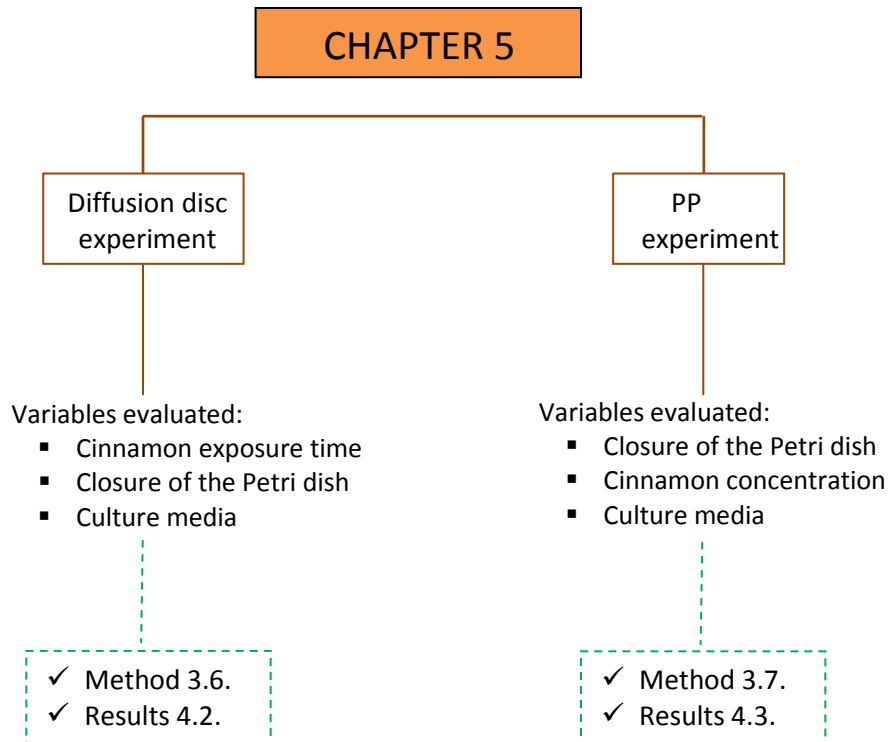 CHAPTER 5
Diffusion disc
experiment
PP
experiment
Variables evaluated:
▪ Cinnamon exposure time
▪ Closure of the Petri dish
▪ Culture media
Variables evaluated:
▪ Closure of the Petri dish
▪ Cinnamon concentration
▪ Culture media
✓ Method 3.6.
✓ Results 4.2.
✓ Method 3.7.
✓ Results 4.3.